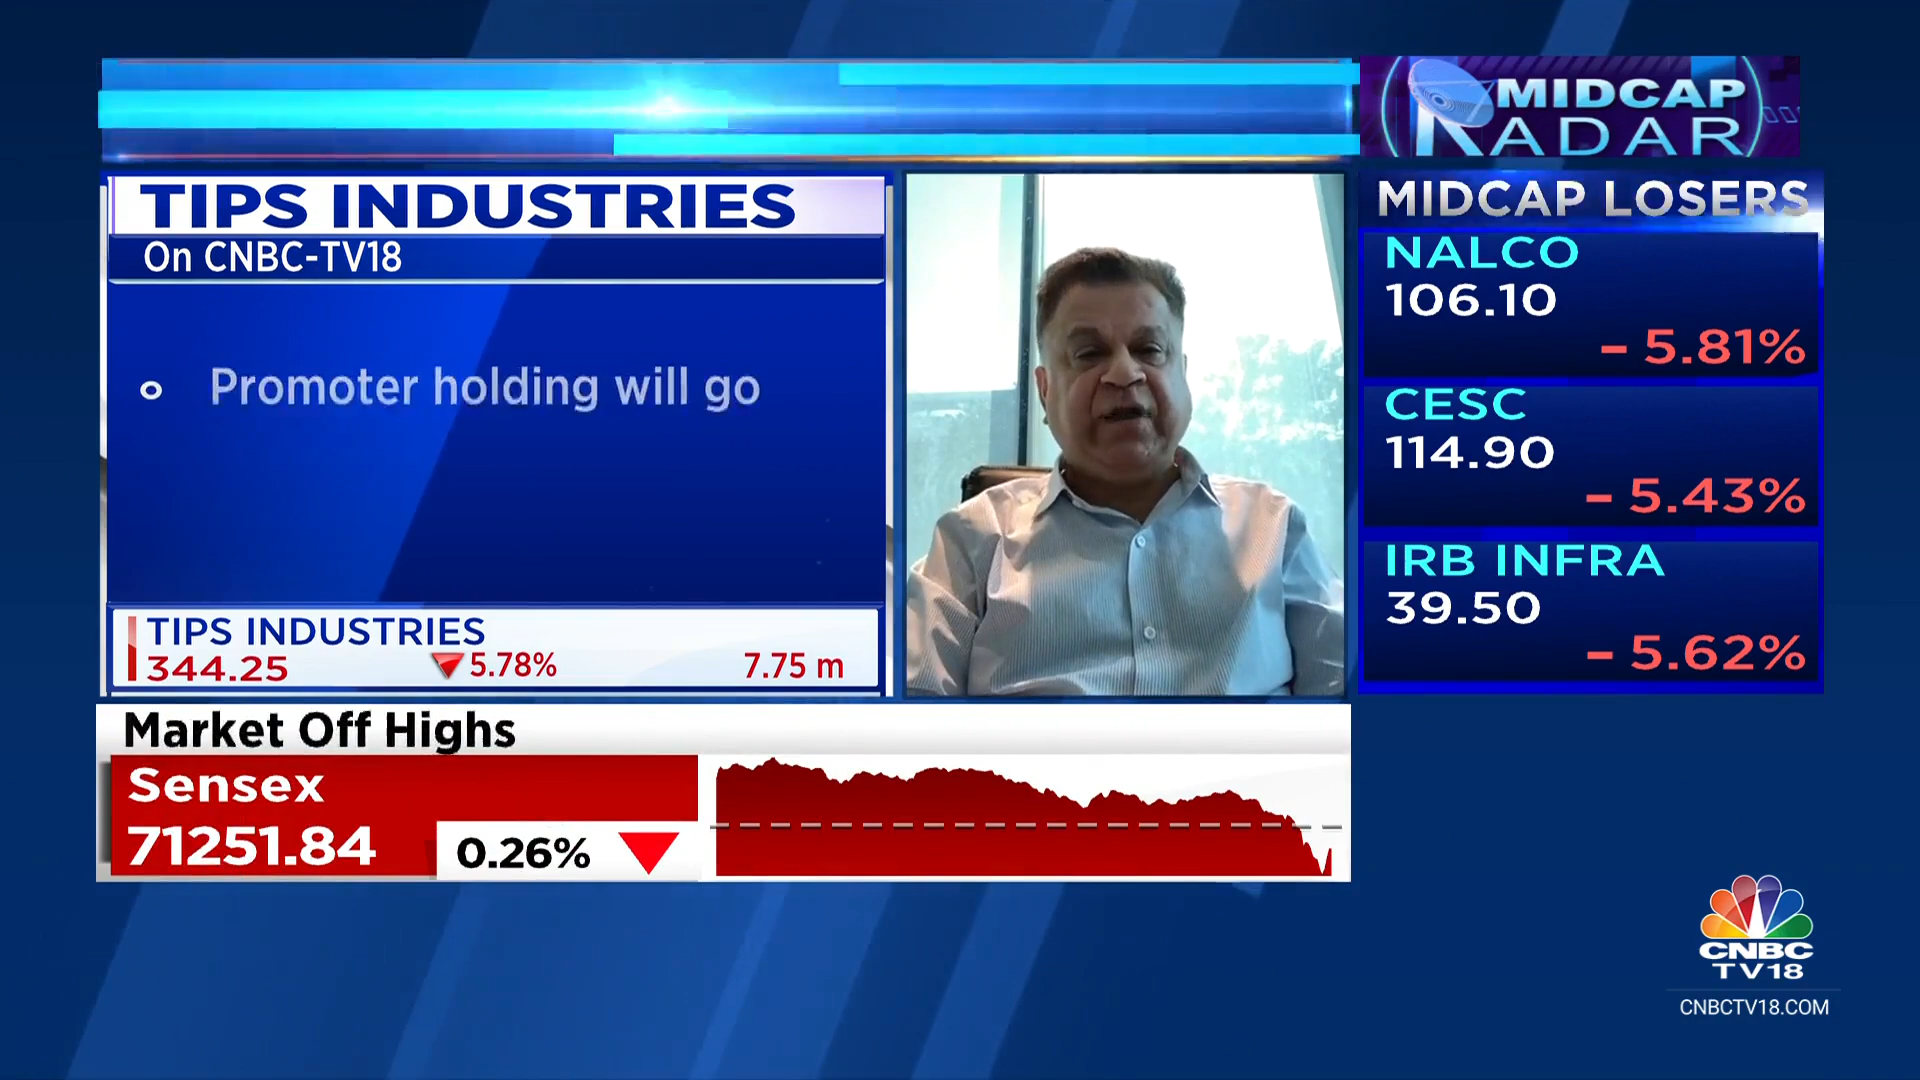 MIDCAP
RADAR
TIPS INDUSTRIES
On CNBC-TV18
Promoter holding will go
TIPS INDUSTRIES
344.25 5.78% 7.75 m
MIDCAP LOSERS
NALCO
106.10
- 5.81%
CESC
114.90
- 5.43%
IRB INFRA
39.50
- 5.62%
Market Off Highs
Sensex
71251.84 0.26%
CNBC
TV18
CNBCTV18.COM